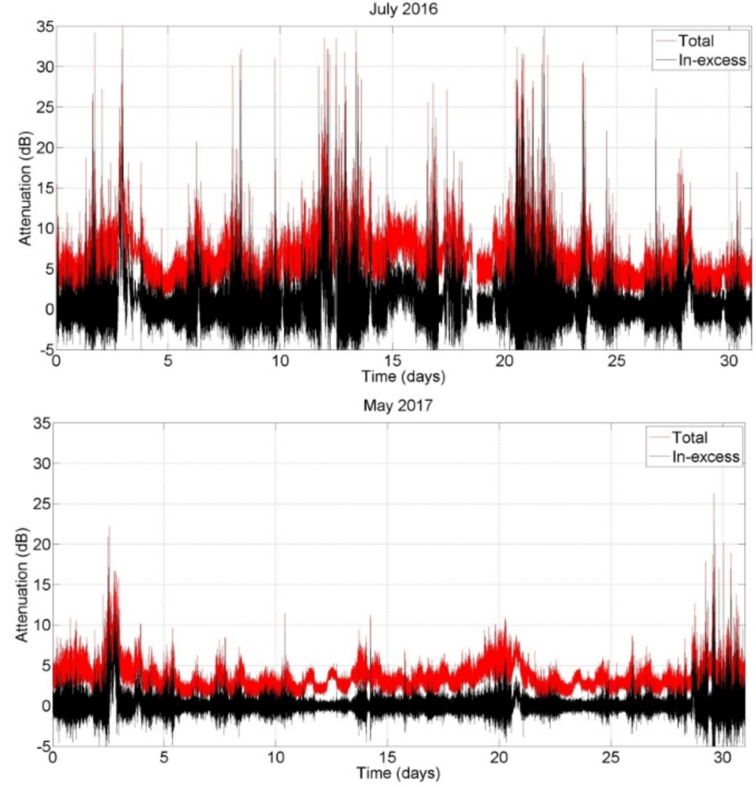 July 2016
35
30
25
20
15
10
5
0
-5
Attenuation (dB)
Total
In-excess
0 5 10 15 20 25 30
Time (days)
May 2017
35
30
25
20
15
10
5
0
-5
Attenuation (dB)
Total
In-excess
0 5 10 15 20 25 30
Time (days)